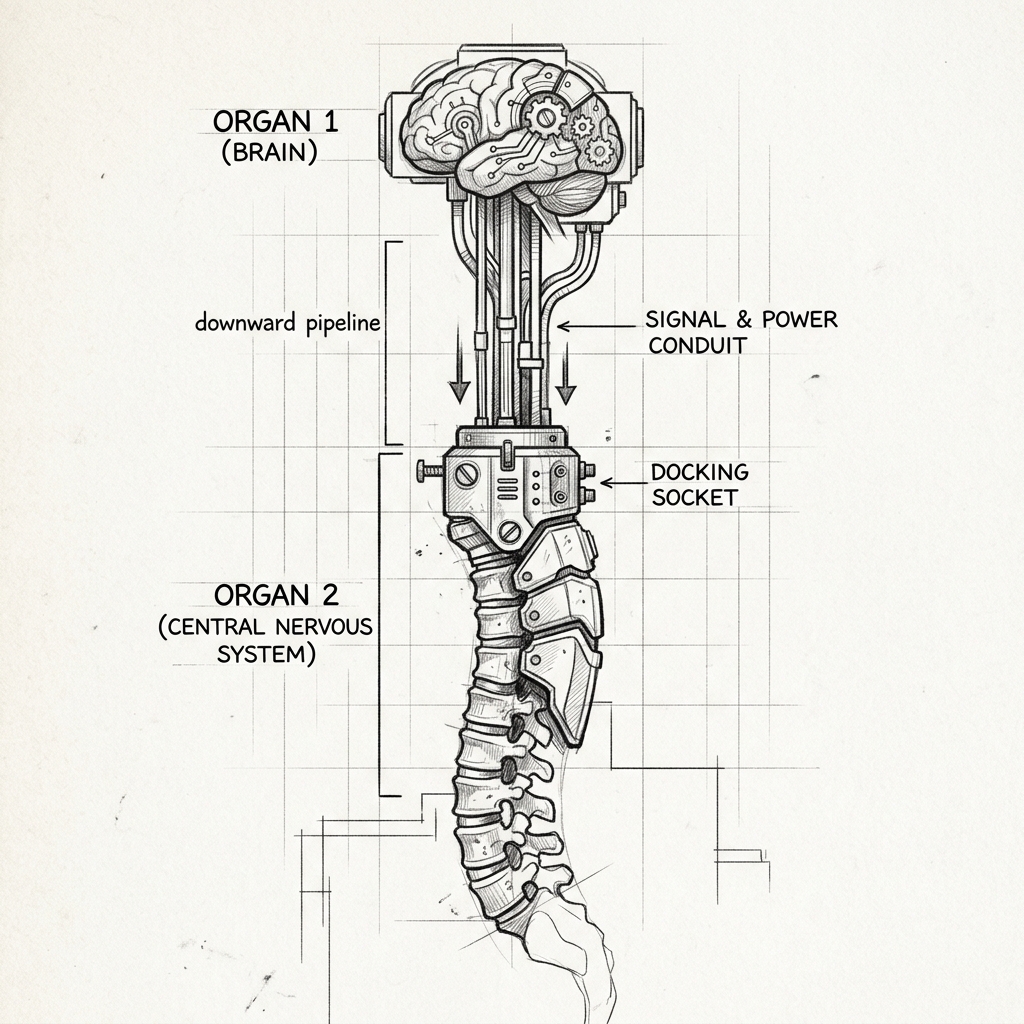 ORGAN 1
(BRAIN)
downward pipeline
SIGNAL & POWER
CONDUIT
DOCKING
SOCKET
ORGAN 2
(CENTRAL NERVOUS
SYSTEM)